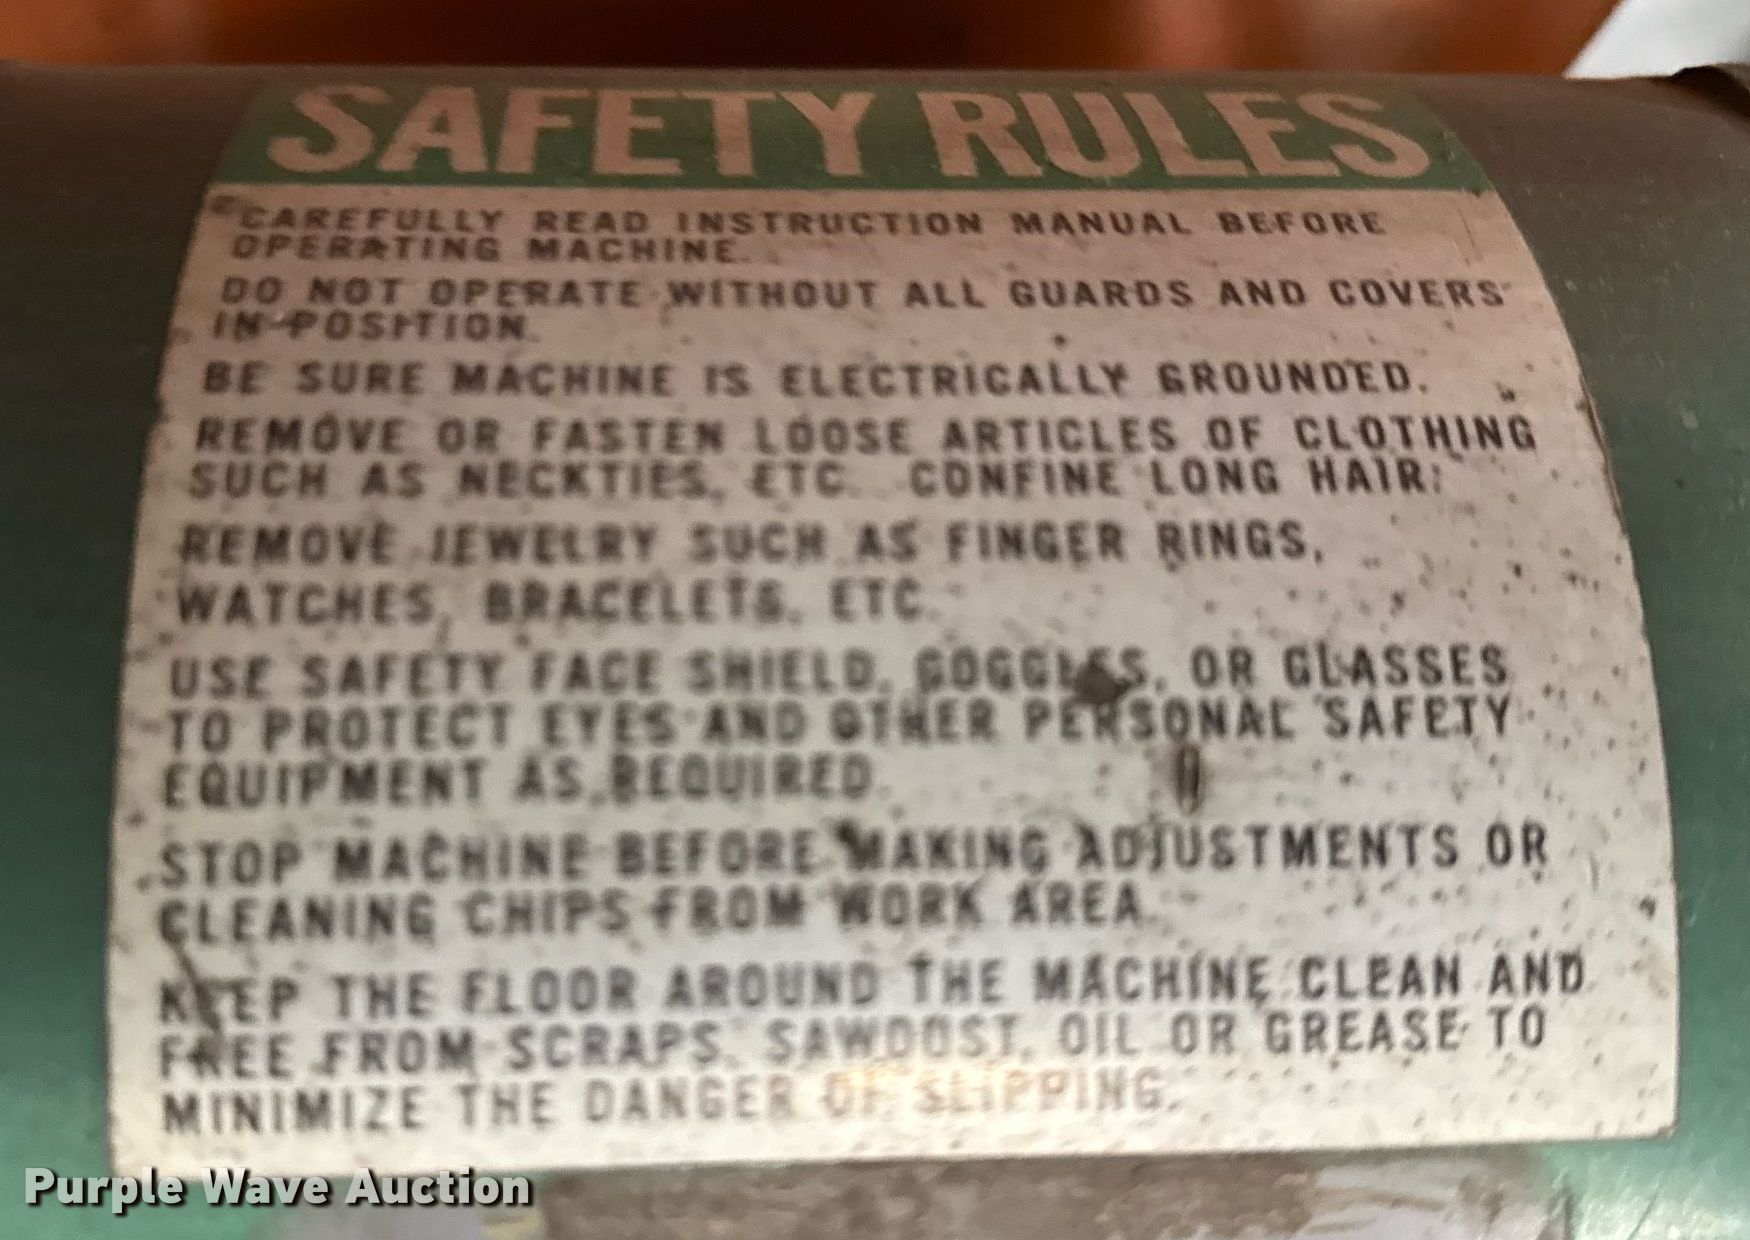 SAFETY RULES
CAREFULLY READ INSTRUCTION MANUAL BEFORE
OPERATING MACHINE.
DO NOT OPERATE WITHOUT ALL GUARDS AND COVERS
IN POSITION.
BE SURE MACHINE IS ELECTRICALLY GROUNDED.
REMOVE OR FASTEN LOOSE ARTICLES OF CLOTHING
SUCH AS NECKTIES, ETC. CONFINE LONG HAIR.
REMOVE JEWELRY SUCH AS FINGER RINGS,
WATCHES, BRACELETS, ETC.
USE SAFETY FACE SHIELD, GOGGLES, OR GLASSES
TO PROTECT EYES AND OTHER PERSONAL SAFETY
EQUIPMENT AS REQUIRED.
STOP MACHINE BEFORE MAKING ADJUSTMENTS OR
CLEANING CHIPS FROM WORK AREA.
KEEP THE FLOOR AROUND THE MACHINE CLEAN AND
FREE FROM SCRAPS, SAWDUST, OIL OR GREASE TO
MINIMIZE THE DANGER OF SLIPPING.
Purple Wave Auction